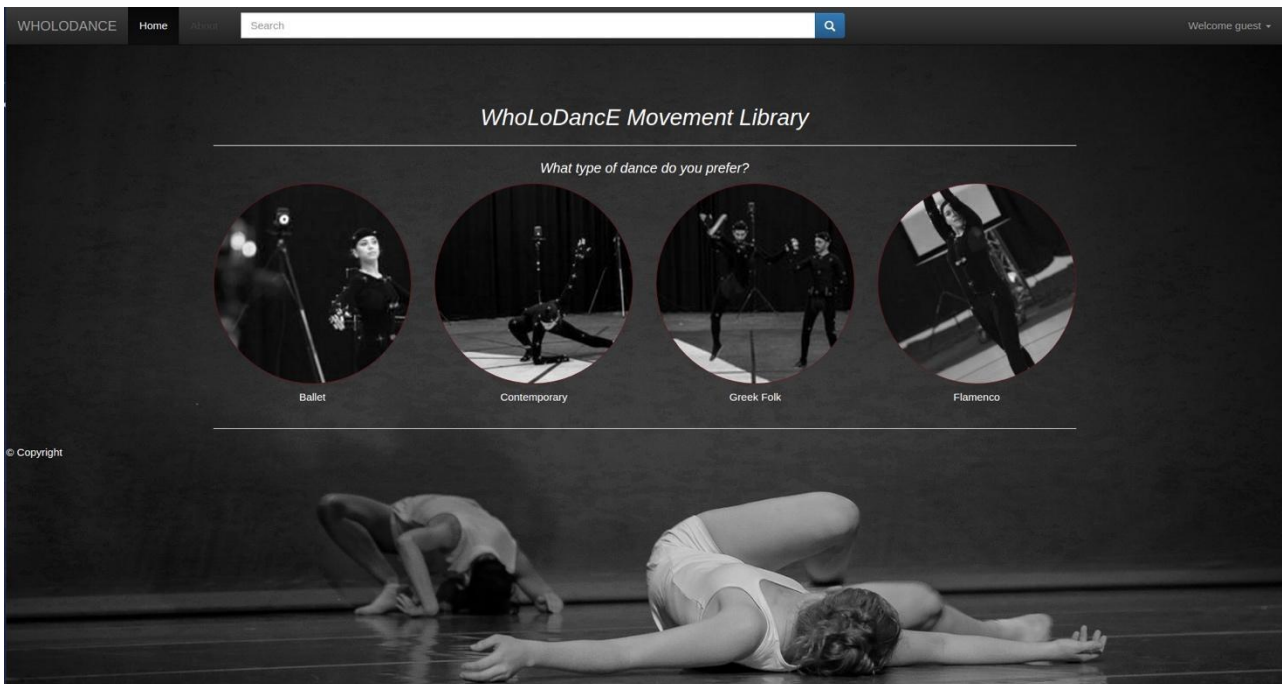 WHOLODANCE Home About Search Welcome guest
WhoLoDancE Movement Library
What type of dance do you prefer?
Ballet Contemporary Greek Folk Flamenco
© Copyright